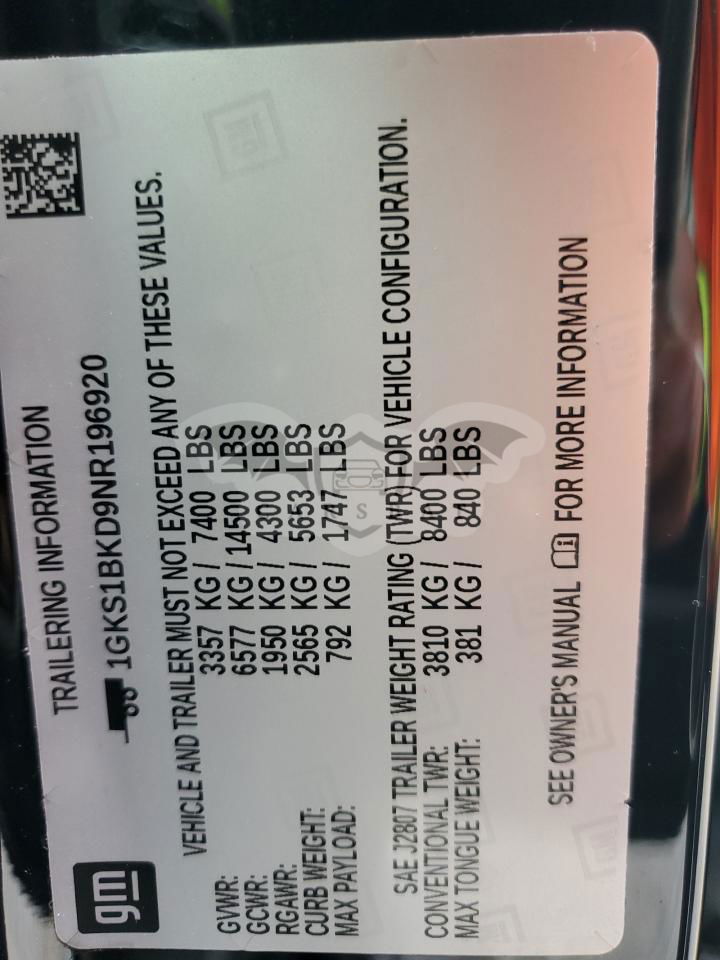 TRAILERING INFORMATION
1GKS1BKD9NR196920
gm
VEHICLE AND TRAILER MUST NOT EXCEED ANY OF THESE VALUES.
GVWR: 3357 KG / 7400 LBS
GCWR: 6577 KG / 14500 LBS
RGAWR: 1950 KG / 4300 LBS
CURB WEIGHT: 2565 KG / 5653 LBS
MAX PAYLOAD: 792 KG / 1747 LBS
SAE J2807 TRAILER WEIGHT RATING (TWR) FOR VEHICLE CONFIGURATION.
CONVENTIONAL TWR: 3810 KG / 8400 LBS
MAX TONGUE WEIGHT: 381 KG / 840 LBS
SEE OWNER'S MANUAL FOR MORE INFORMATION